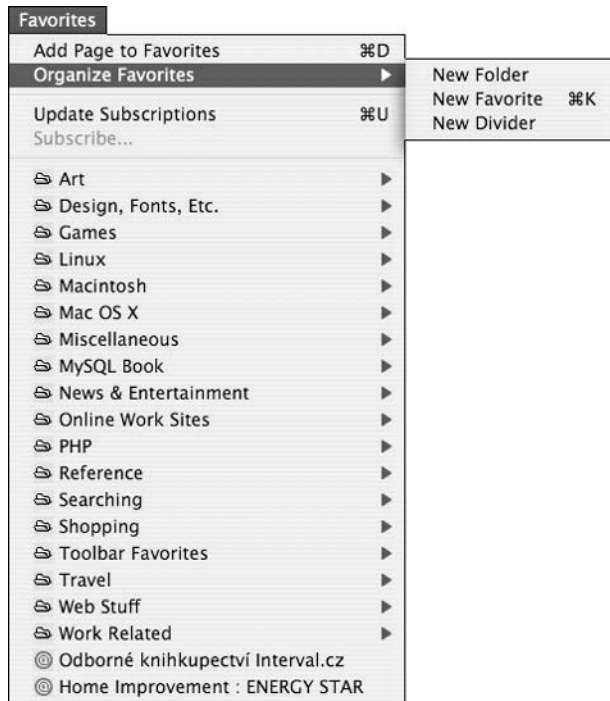 Favorites
Add Page to Favorites ⌘D
Organize Favorites
New Folder
New Favorite ⌘K
New Divider
Update Subscriptions ⌘U
Subscribe...
Art
Design, Fonts, Etc.
Games
Linux
Macintosh
Mac OS X
Miscellaneous
MySQL Book
News & Entertainment
Online Work Sites
PHP
Reference
Searching
Shopping
Toolbar Favorites
Travel
Web Stuff
Work Related
Odborné knihkupectví Interval.cz
Home Improvement : ENERGY STAR